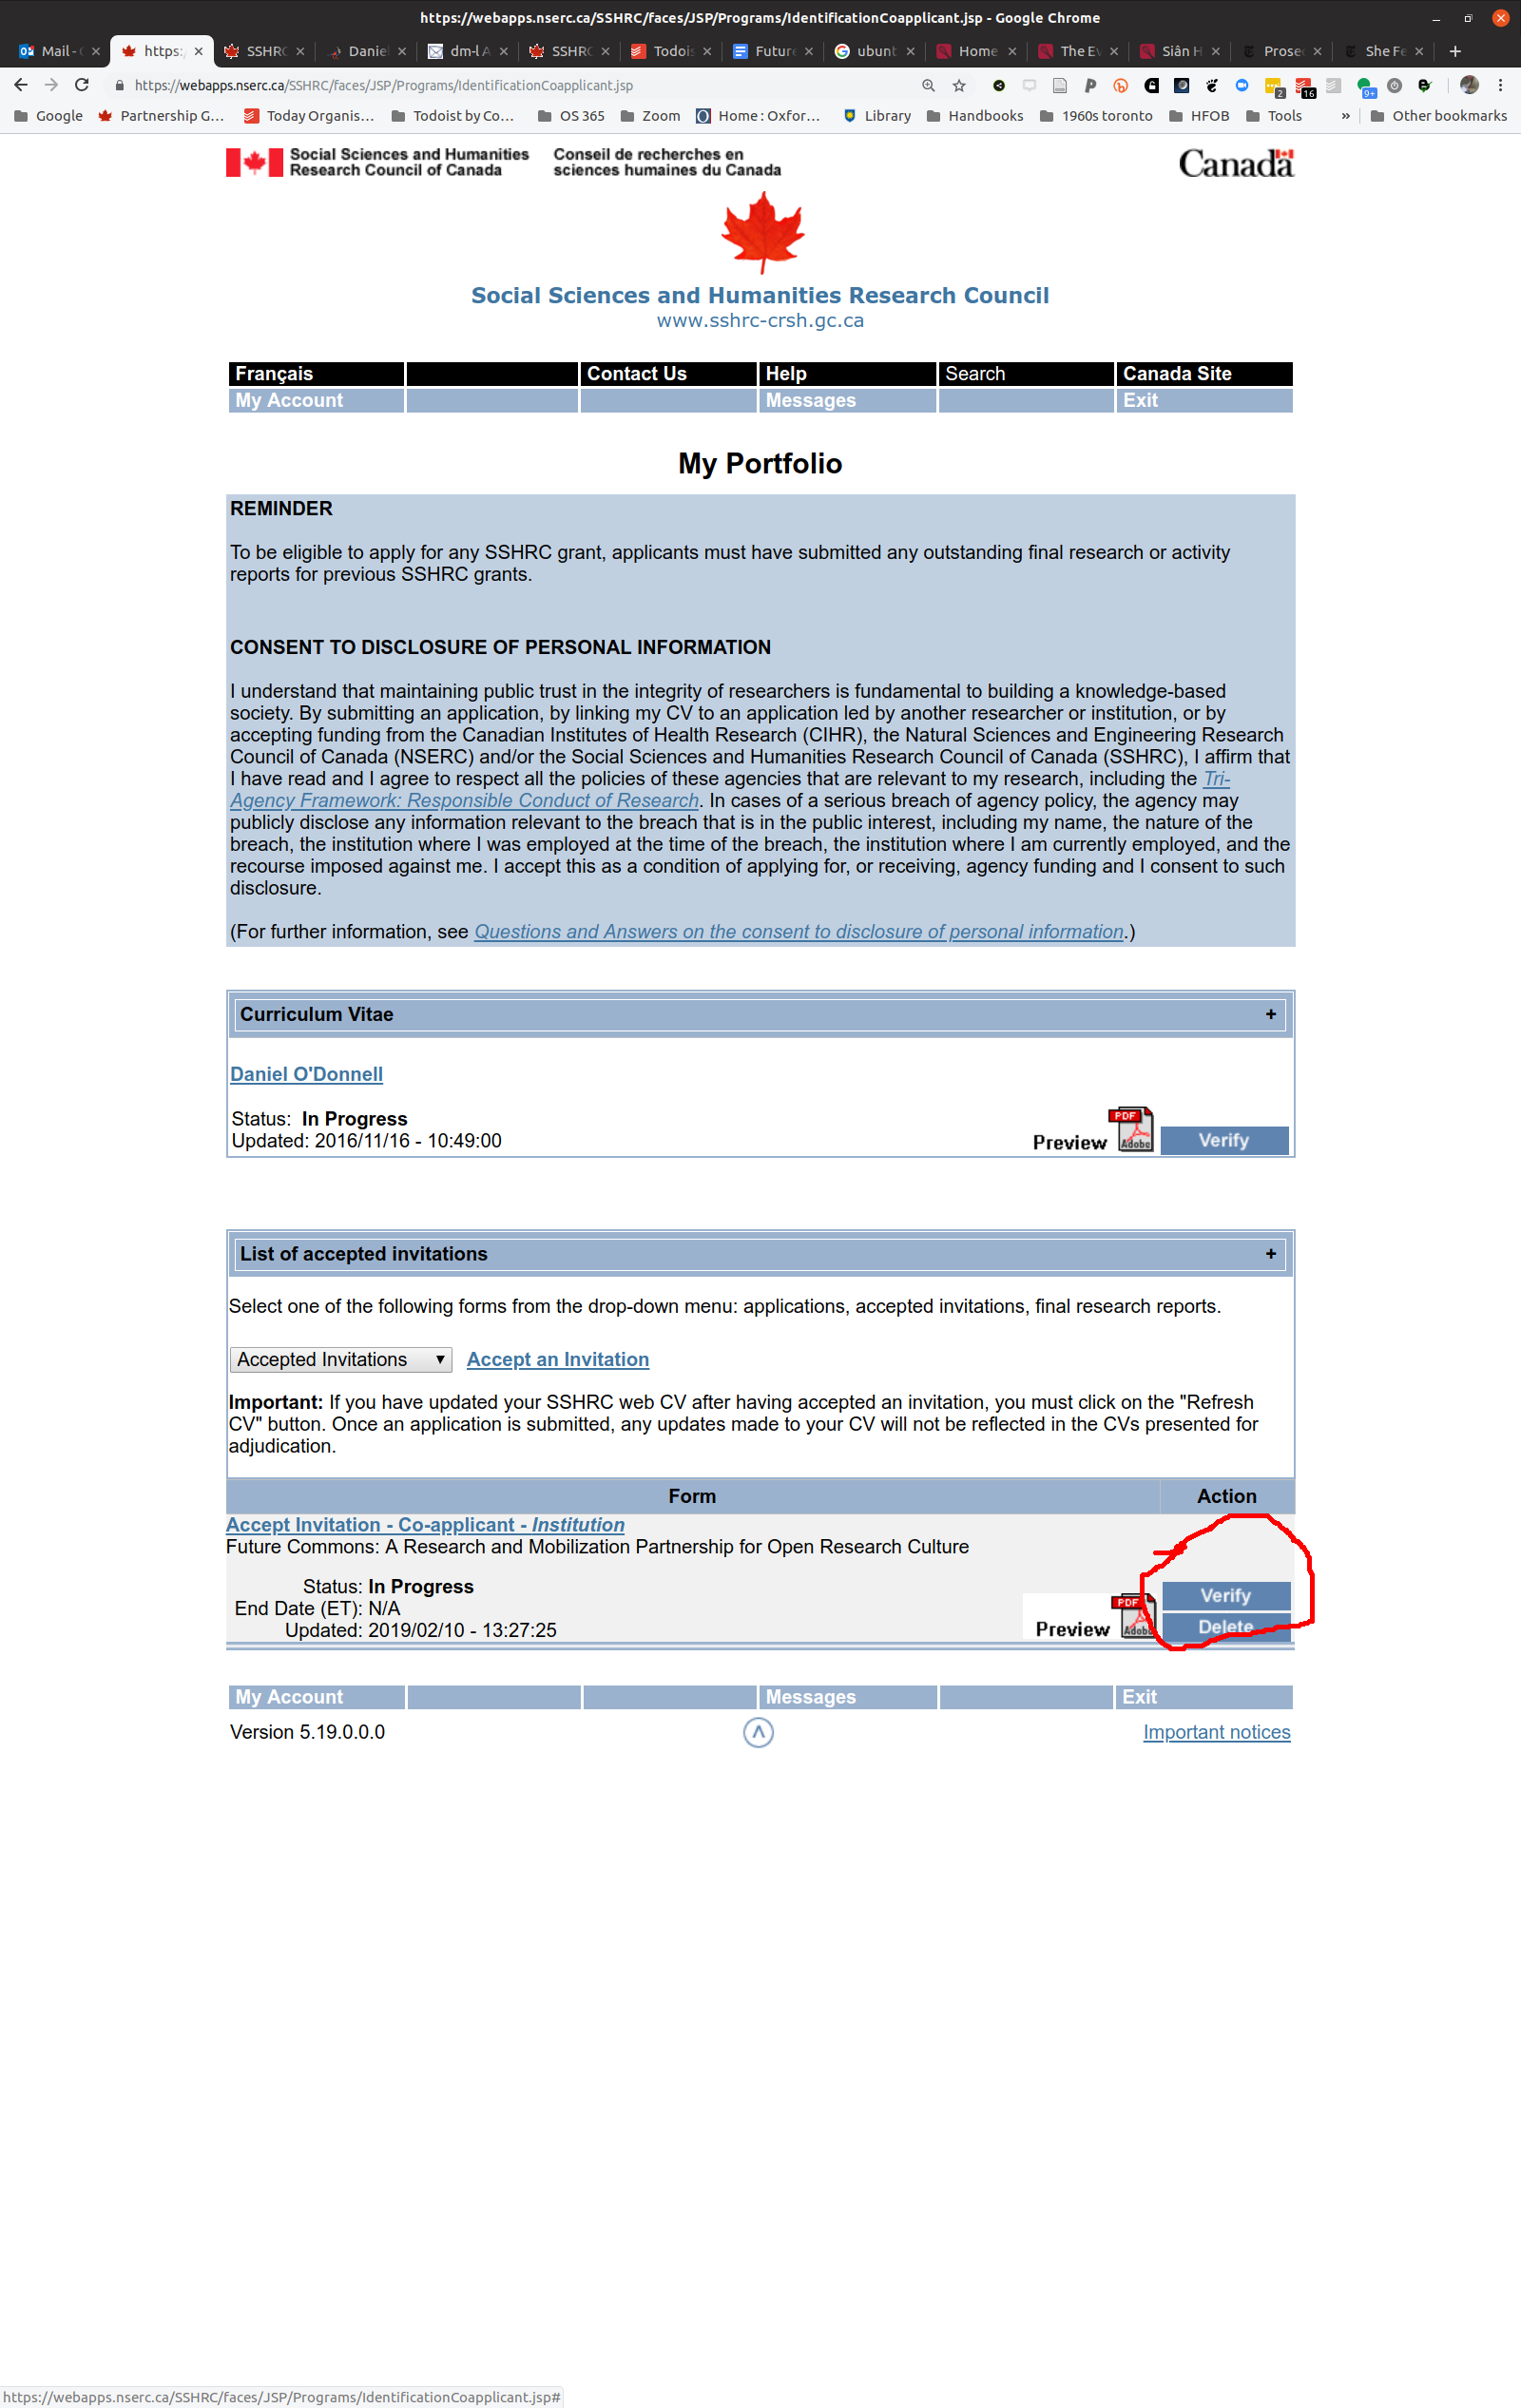 https://webapps.nserc.ca/SSHRC/faces/JSP/Programs/IdentificationCoapplicant.jsp - Google Chrome
Mail - https:/ SSHRC Daniel dm-l A SSHRC Todois Future ubunt Home The Ev Siân H Prosec She Fe
https://webapps.nserc.ca/SSHRC/faces/JSP/Programs/IdentificationCoapplicant.jsp 2 16 9+
Google Partnership G... Today Organis... Todoist by Co... OS 365 Zoom Home : Oxfor... Library Handbooks 1960s toronto HFOB Tools » Other bookmarks
Social Sciences and Humanities Conseil de recherches en
Research Council of Canada sciences humaines du Canada
Canada
Social Sciences and Humanities Research Council
www.sshrc-crsh.gc.ca
Français Contact Us Help Search Canada Site
My Account Messages Exit
My Portfolio
REMINDER
To be eligible to apply for any SSHRC grant, applicants must have submitted any outstanding final research or activity
reports for previous SSHRC grants.
CONSENT TO DISCLOSURE OF PERSONAL INFORMATION
I understand that maintaining public trust in the integrity of researchers is fundamental to building a knowledge-based
society. By submitting an application, by linking my CV to an application led by another researcher or institution, or by
accepting funding from the Canadian Institutes of Health Research (CIHR), the Natural Sciences and Engineering Research
Council of Canada (NSERC) and/or the Social Sciences and Humanities Research Council of Canada (SSHRC), I affirm that
I have read and I agree to respect all the policies of these agencies that are relevant to my research, including the Tri-
Agency Framework: Responsible Conduct of Research. In cases of a serious breach of agency policy, the agency may
publicly disclose any information relevant to the breach that is in the public interest, including my name, the nature of the
breach, the institution where I was employed at the time of the breach, the institution where I am currently employed, and the
recourse imposed against me. I accept this as a condition of applying for, or receiving, agency funding and I consent to such
disclosure.
(For further information, see Questions and Answers on the consent to disclosure of personal information.)
Curriculum Vitae +
Daniel O'Donnell
Status: In Progress
Updated: 2016/11/16 - 10:49:00
Preview PDF Adobe Verify
List of accepted invitations +
Select one of the following forms from the drop-down menu: applications, accepted invitations, final research reports.
Accepted Invitations ▼ Accept an Invitation
Important: If you have updated your SSHRC web CV after having accepted an invitation, you must click on the "Refresh
CV" button. Once an application is submitted, any updates made to your CV will not be reflected in the CVs presented for
adjudication.
Form Action
Accept Invitation - Co-applicant - Institution
Future Commons: A Research and Mobilization Partnership for Open Research Culture
Status: In Progress
End Date (ET): N/A
Updated: 2019/02/10 - 13:27:25
Preview PDF Adobe Verify
Delete
My Account Messages Exit
Version 5.19.0.0.0 Important notices
https://webapps.nserc.ca/SSHRC/faces/JSP/Programs/IdentificationCoapplicant.jsp#